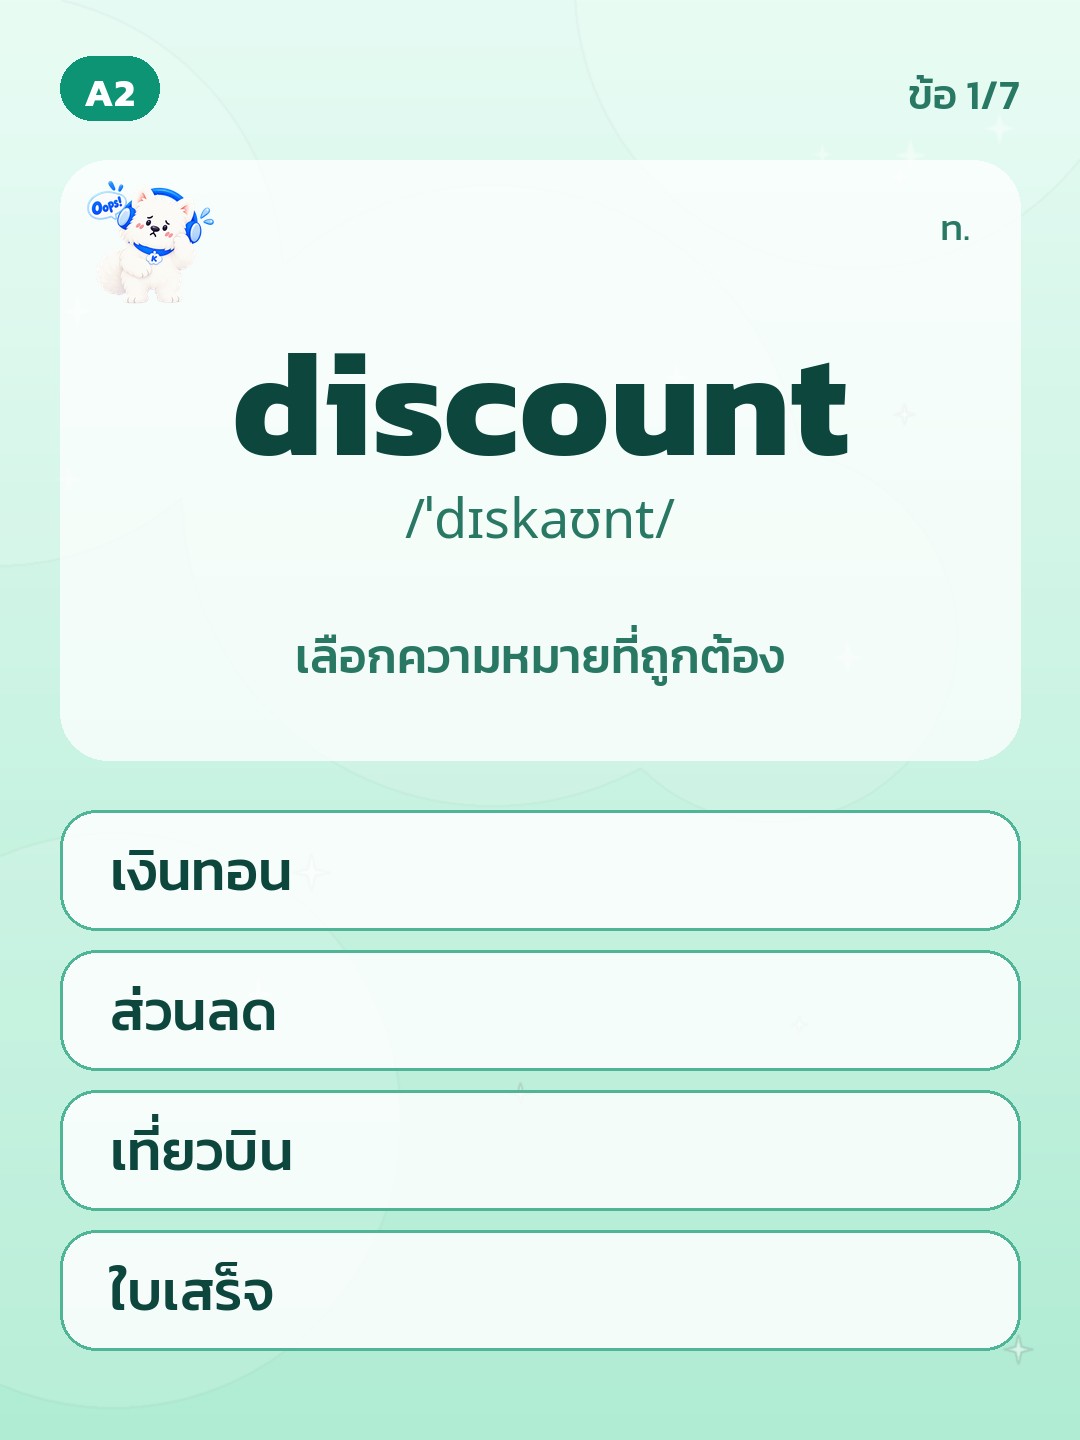 A2
ข้อ 1/7
Oops!
n.
K
discount
/ˈdɪskaʊnt/
เลือกความหมายที่ถูกต้อง
เงินทอน
ส่วนลด
เที่ยวบิน
ใบเสร็จ